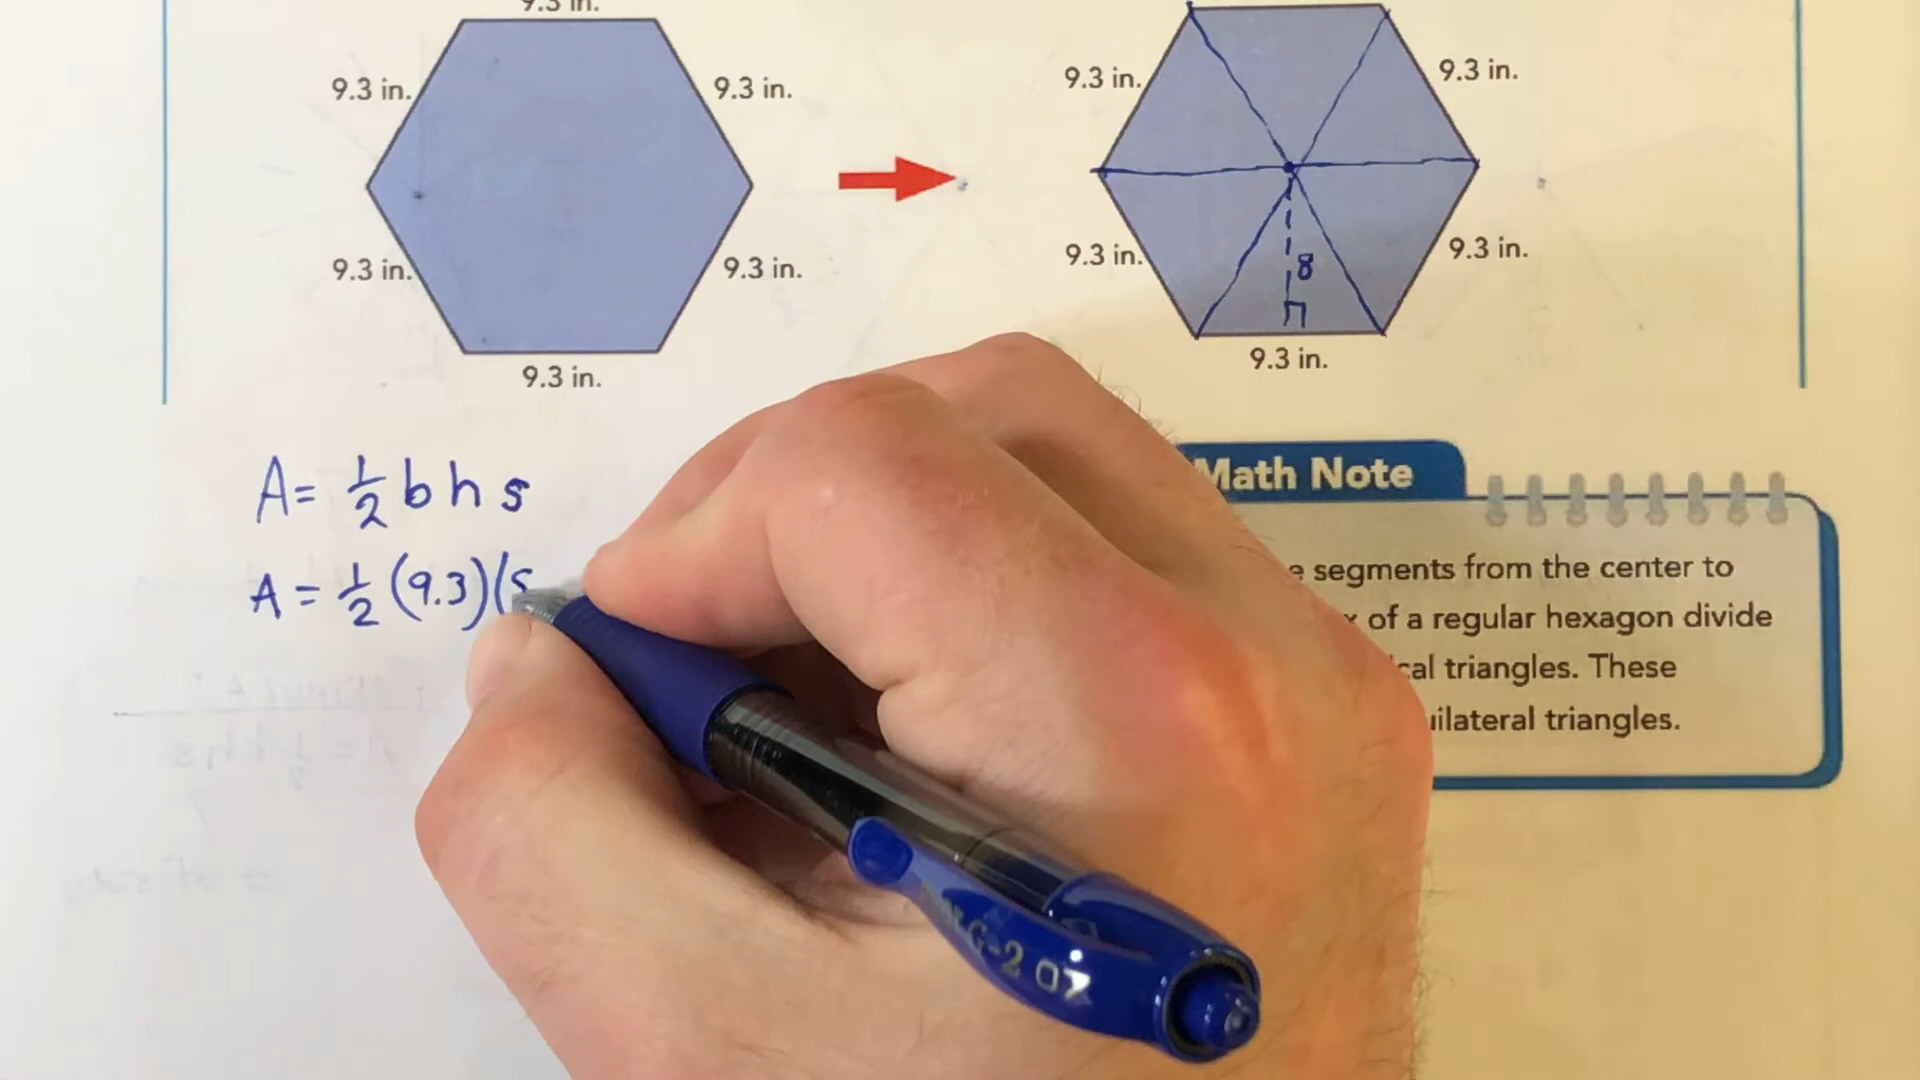 9.3 in.
9.3 in.
9.3 in.
9.3 in.
9.3 in.
9.3 in.
9.3 in.
9.3 in.
9.3 in.
9.3 in.
8
9.3 in.
A = 1/2 b h s
A = 1/2 (9.3)(
Math Note
segments from the center to
of a regular hexagon divide
triangles. These
triangles.
G-2 07